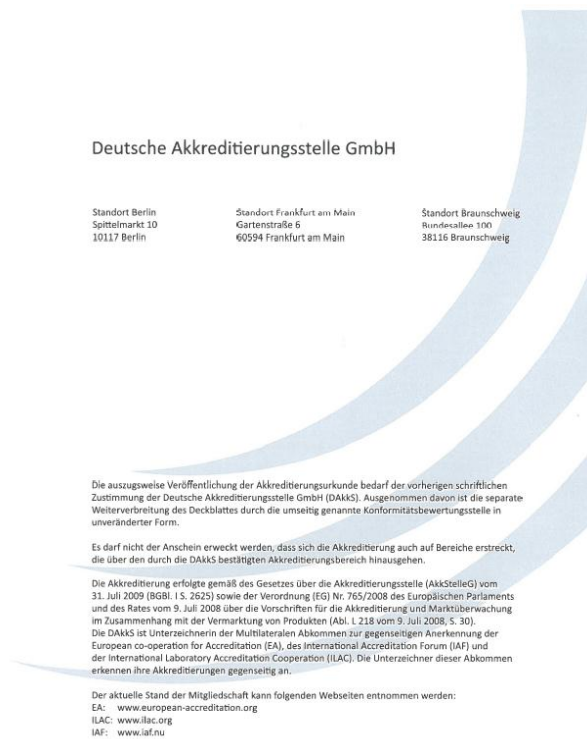 Deutsche Akkreditierungsstelle GmbH
Standort Berlin
Spittelmarkt 10
10117 Berlin
Standort Frankfurt am Main
Gartenstraße 6
60594 Frankfurt am Main
Standort Braunschweig
Bundesallee 100
38116 Braunschweig
Die auszugsweise Veröffentlichung der Akkreditierungsurkunde bedarf der vorherigen schriftlichen
Zustimmung der Deutsche Akkreditierungsstelle GmbH (DAkkS). Ausgenommen davon ist die separate
Weiterverbreitung des Deckblattes durch die umseitig genannte Konformitätsbewertungsstelle in
unveränderter Form.
Es darf nicht der Anschein erweckt werden, dass sich die Akkreditierung auch auf Bereiche erstreckt,
die über den durch die DAkkS bestätigten Akkreditierungsbereich hinausgehen.
Die Akkreditierung erfolgte gemäß des Gesetzes über die Akkreditierungsstelle (AkkStelleG) vom
31. Juli 2009 (BGBl. I S. 2625) sowie der Verordnung (EG) Nr. 765/2008 des Europäischen Parlaments
und des Rates vom 9. Juli 2008 über die Vorschriften für die Akkreditierung und Marktüberwachung
im Zusammenhang mit der Vermarktung von Produkten (Abl. L 218 vom 9. Juli 2008, S. 30).
Die DAkkS ist Unterzeichnerin der Multilateralen Abkommen zur gegenseitigen Anerkennung der
European co-operation for Accreditation (EA), des International Accreditation Forum (IAF) und
der International Laboratory Accreditation Cooperation (ILAC). Die Unterzeichner dieser Abkommen
erkennen ihre Akkreditierungen gegenseitig an.
Der aktuelle Stand der Mitgliedschaft kann folgenden Webseiten entnommen werden:
EA: www.european-accreditation.org
ILAC: www.ilac.org
IAF: www.iaf.nu